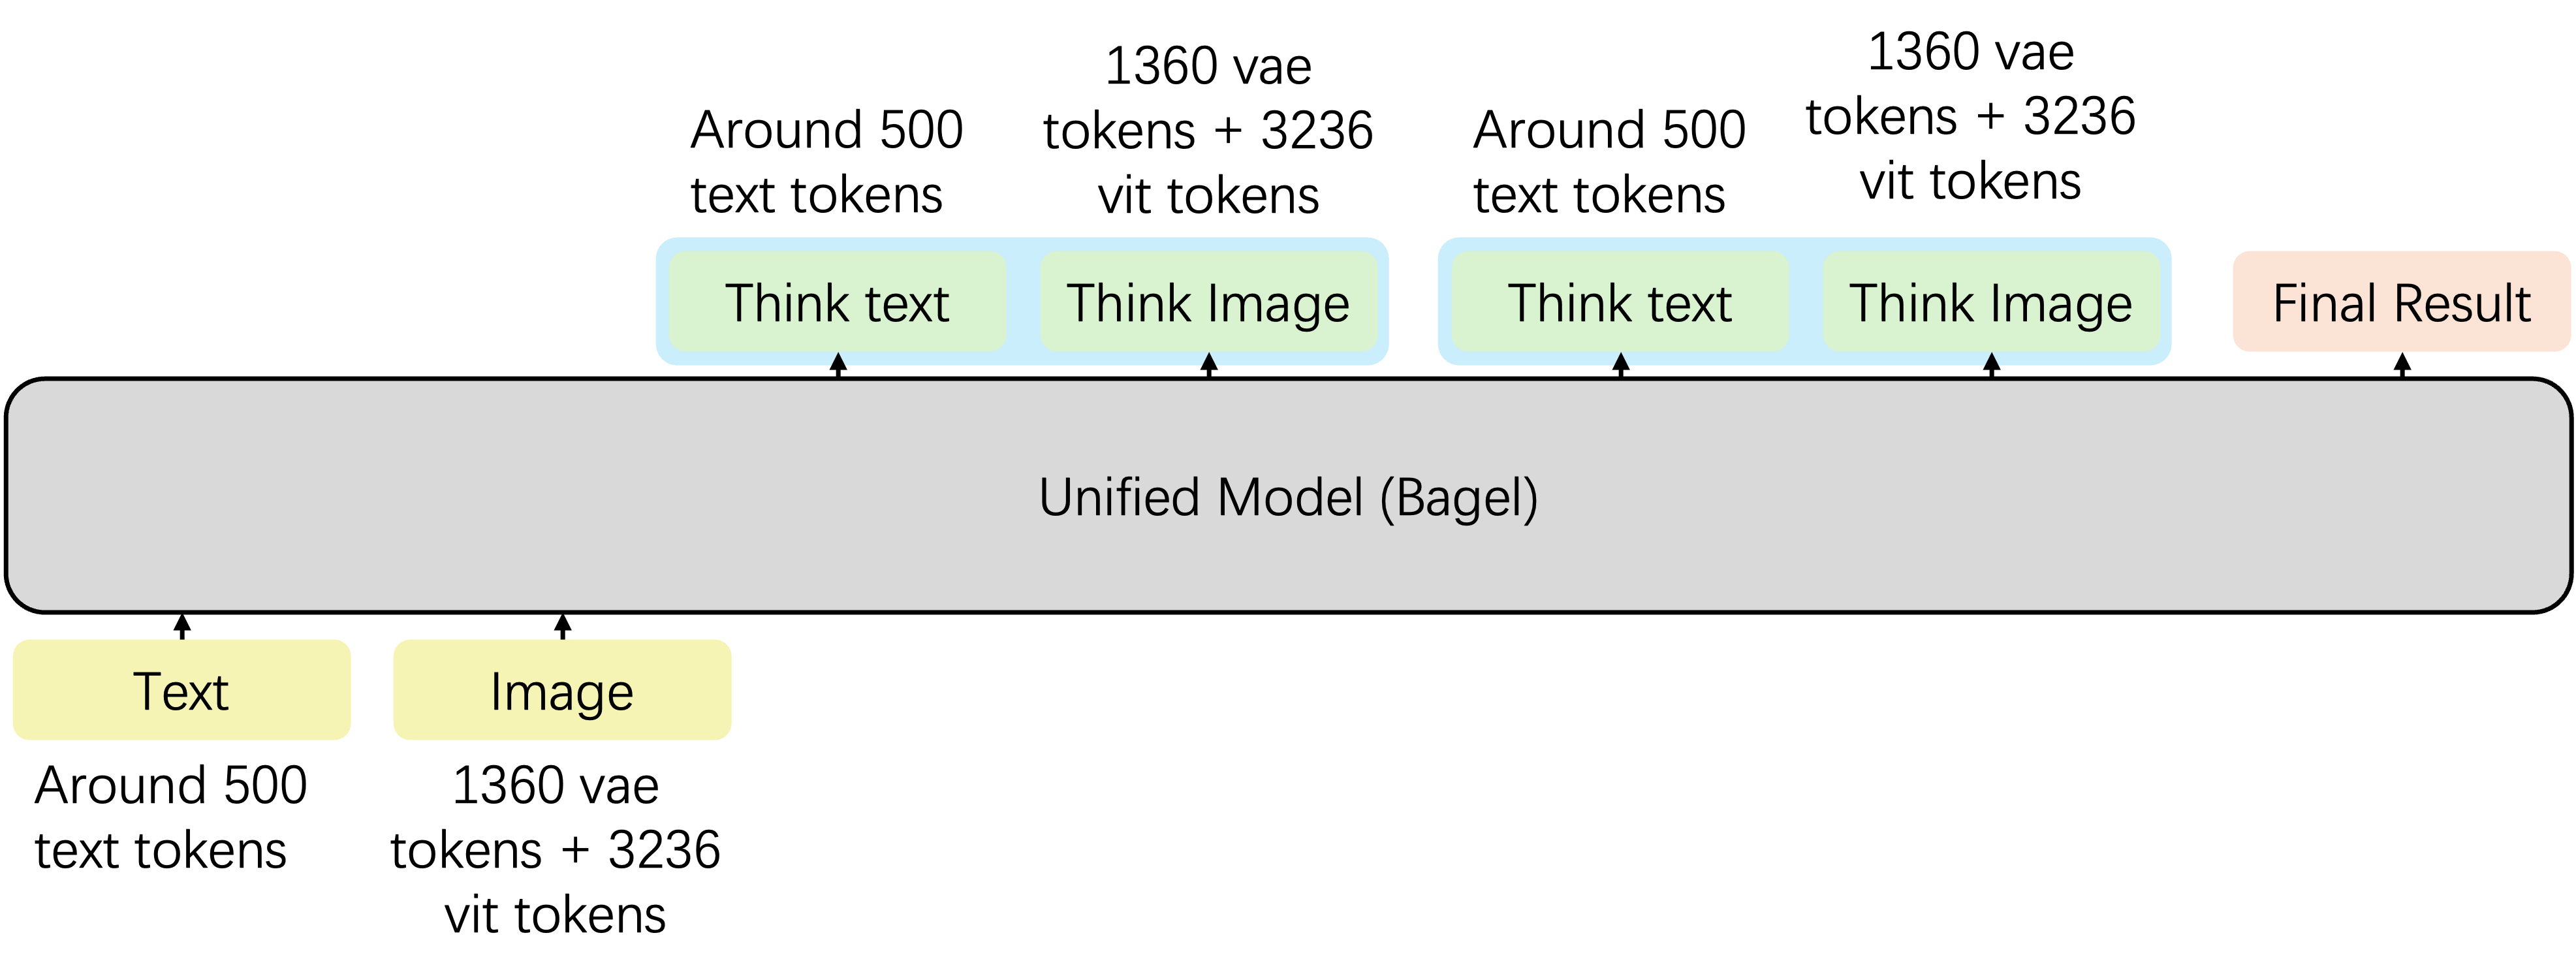 Around 500
text tokens
1360 vae
tokens + 3236
vit tokens
Around 500
text tokens
1360 vae
tokens + 3236
vit tokens
Think text
Think Image
Think text
Think Image
Final Result
Unified Model (Bagel)
Text
Image
Around 500
text tokens
1360 vae
tokens + 3236
vit tokens